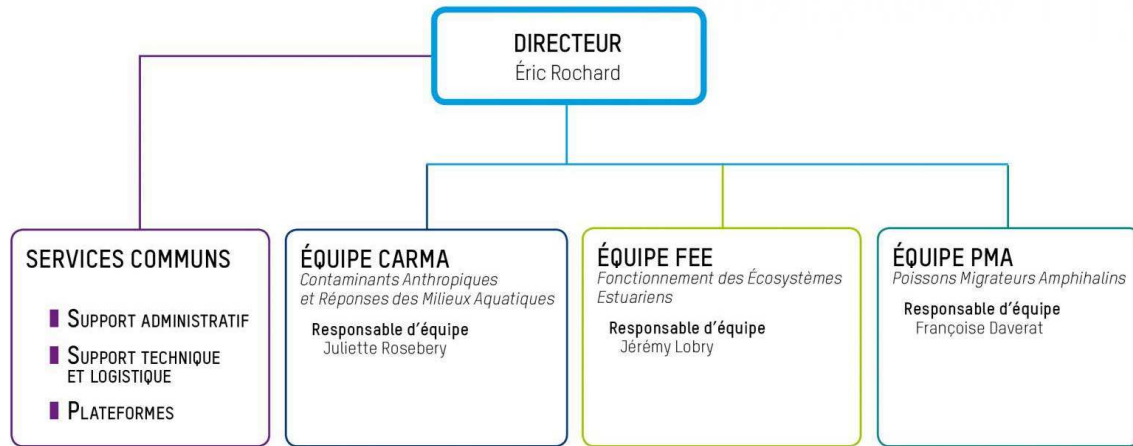 DIRECTEUR
Éric Rochard
SERVICES COMMUNS
SUPPORT ADMINISTRATIF
SUPPORT TECHNIQUE
ET LOGISTIQUE
PLATEFORMES
ÉQUIPE CARMA
Contaminants Anthropiques
et Réponses des Milieux Aquatiques
Responsable d'équipe
Juliette Rosebery
ÉQUIPE FEE
Fonctionnement des Écosystèmes
Estuariens
Responsable d'équipe
Jérémy Lobry
ÉQUIPE PMA
Poissons Migrateurs Amphihalins
Responsable d'équipe
Françoise Daverat